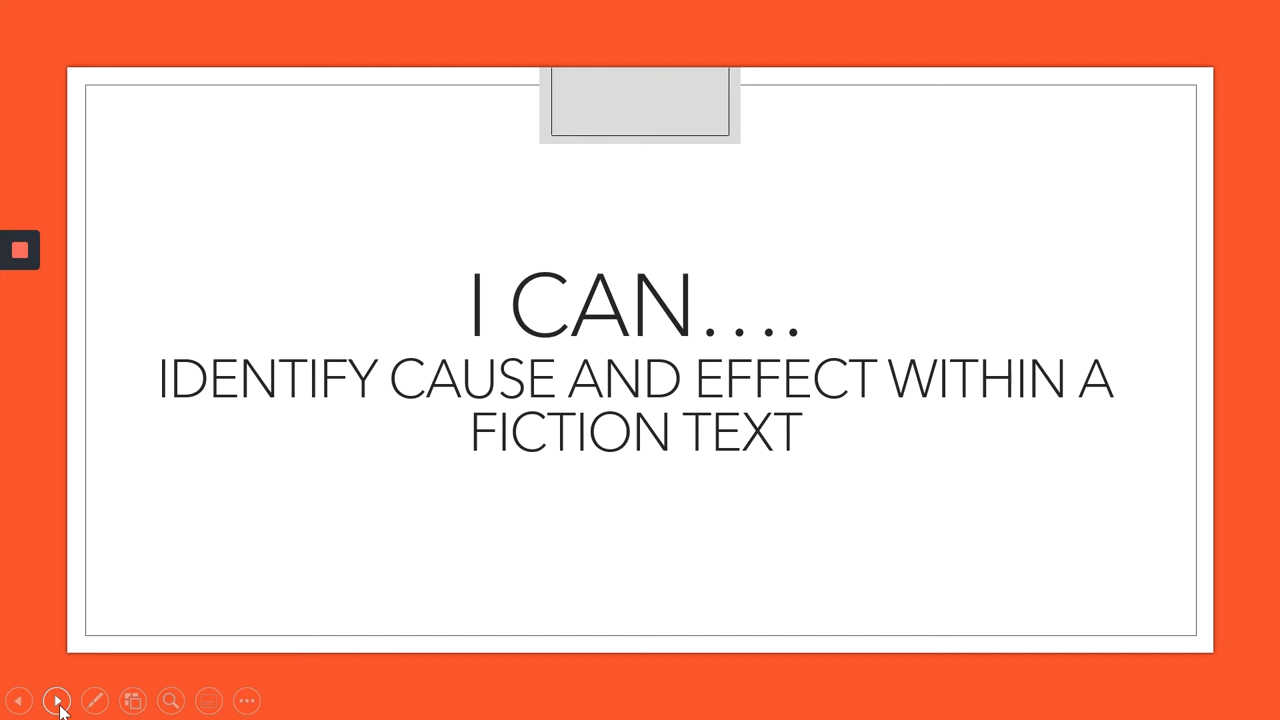 I CAN….
IDENTIFY CAUSE AND EFFECT WITHIN A
FICTION TEXT